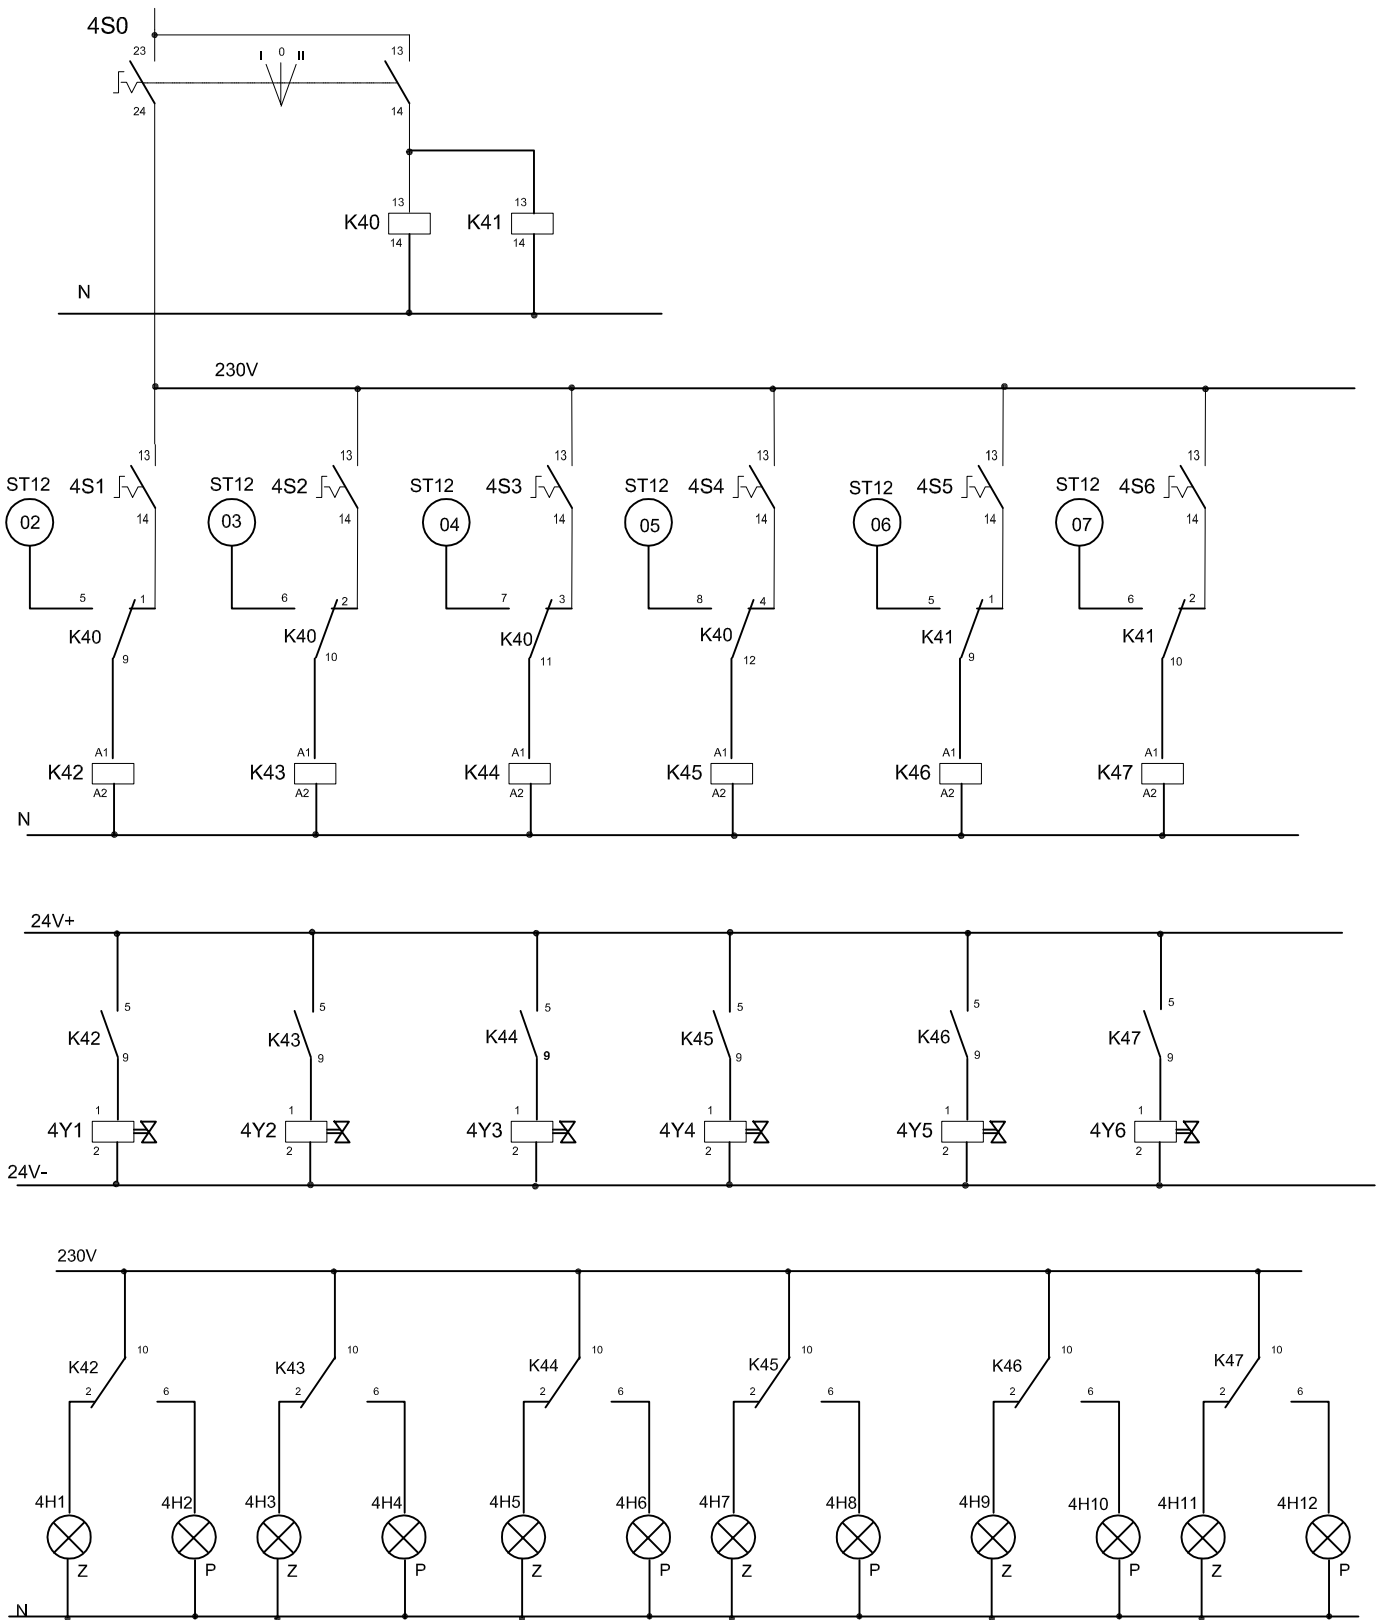 4S0
23 I 0 II 13
24 14
13 13
K40 K41
14 14
N
230V
13 13 13 13 13 13
ST12 4S1 ST12 4S2 ST12 4S3 ST12 4S4 ST12 4S5 ST12 4S6
02 14 03 14 04 14 05 14 06 14 07 14
5 1 6 2 7 3 8 4 5 1 6 2
K40 K40 K40 K40 K41 K41
9 10 11 12 9 10
A1 A1 A1 A1 A1 A1
K42 K43 K44 K45 K46 K47
A2 A2 A2 A2 A2 A2
N
24V+
5 5 5 5 5 5
K42 K43 K44 K45 K46 K47
9 9 9 9 9 9
1 1 1 1 1 1
4Y1 4Y2 4Y3 4Y4 4Y5 4Y6
2 2 2 2 2 2
24V-
230V
10 10 10 10 10 10
K42 K43 K44 K45 K46 K47
2 6 2 6 2 6 2 6 2 6 2 6
4H1 4H2 4H3 4H4 4H5 4H6 4H7 4H8 4H9 4H10 4H11 4H12
Z P Z P Z P Z P Z P Z P
N